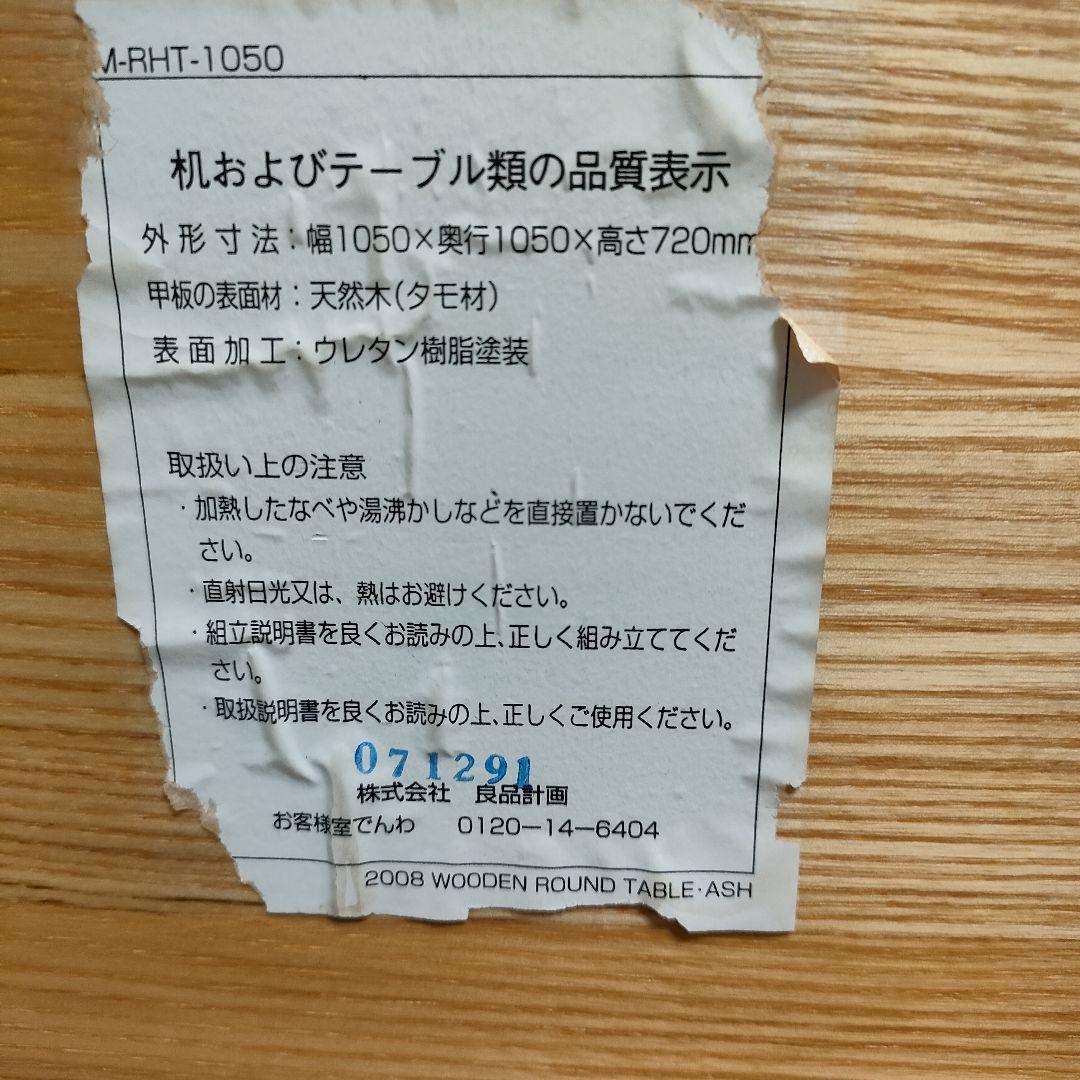 M-RHT-1050
机およびテーブル類の品質表示
外形寸法：幅1050×奥行1050×高さ720mm
甲板の表面材：天然木（タモ材）
表面加工：ウレタン樹脂塗装
取扱い上の注意
・加熱したなべや湯沸かしなどを直接置かないでくだ
さい。
・直射日光又は、熱はお避けください。
・組立説明書を良くお読みの上、正しく組み立ててくだ
さい。
・取扱説明書を良くお読みの上、正しくご使用ください。
071291
株式会社　良品計画
お客様室でんわ　0120－14－6404
2008 WOODEN ROUND TABLE・ASH